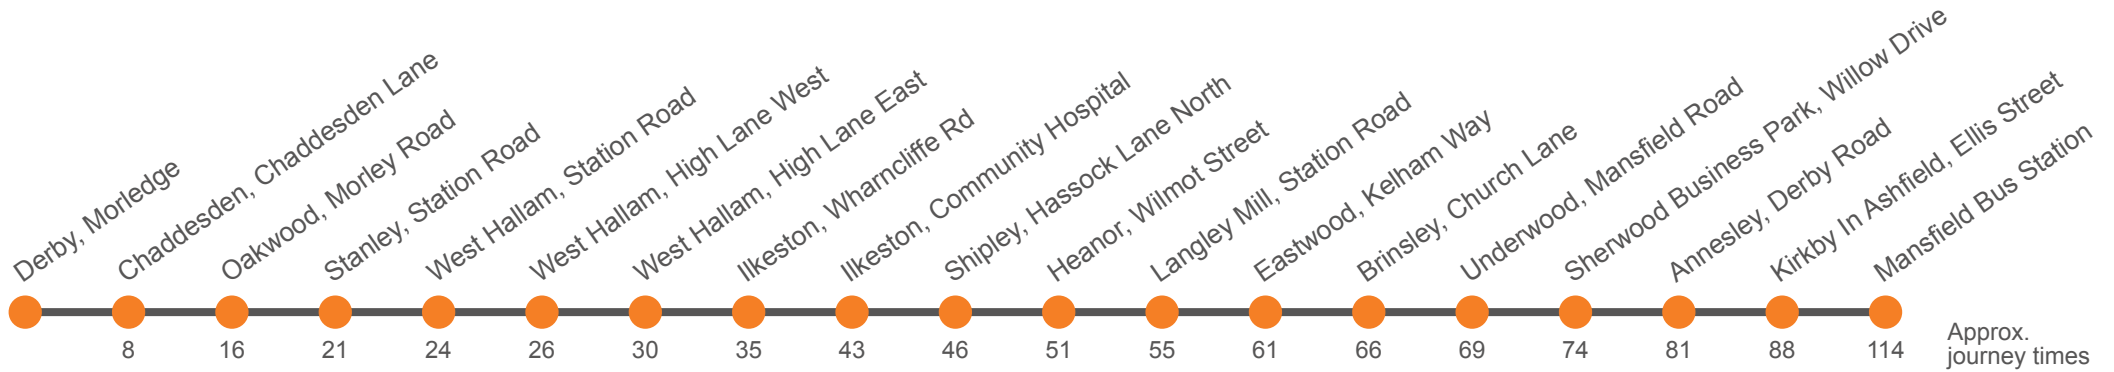 Derby, Morledge
Chaddesden, Chaddesden Lane
Oakwood, Morley Road
Stanley, Station Road
West Hallam, Station Road
West Hallam, High Lane West
West Hallam, High Lane East
Ilkeston, Wharncliffe Rd
Ilkeston, Community Hospital
Shipley, Hassock Lane North
Heanor, Wilmot Street
Langley Mill, Station Road
Eastwood, Kelham Way
Brinsley, Church Lane
Underwood, Mansfield Road
Sherwood Business Park, Willow Drive
Annesley, Derby Road
Kirkby In Ashfield, Ellis Street
Mansfield Bus Station
8 16 21 24 26 30 35 43 46 51 55 61 66 69 74 81 88 114
Approx.
journey times